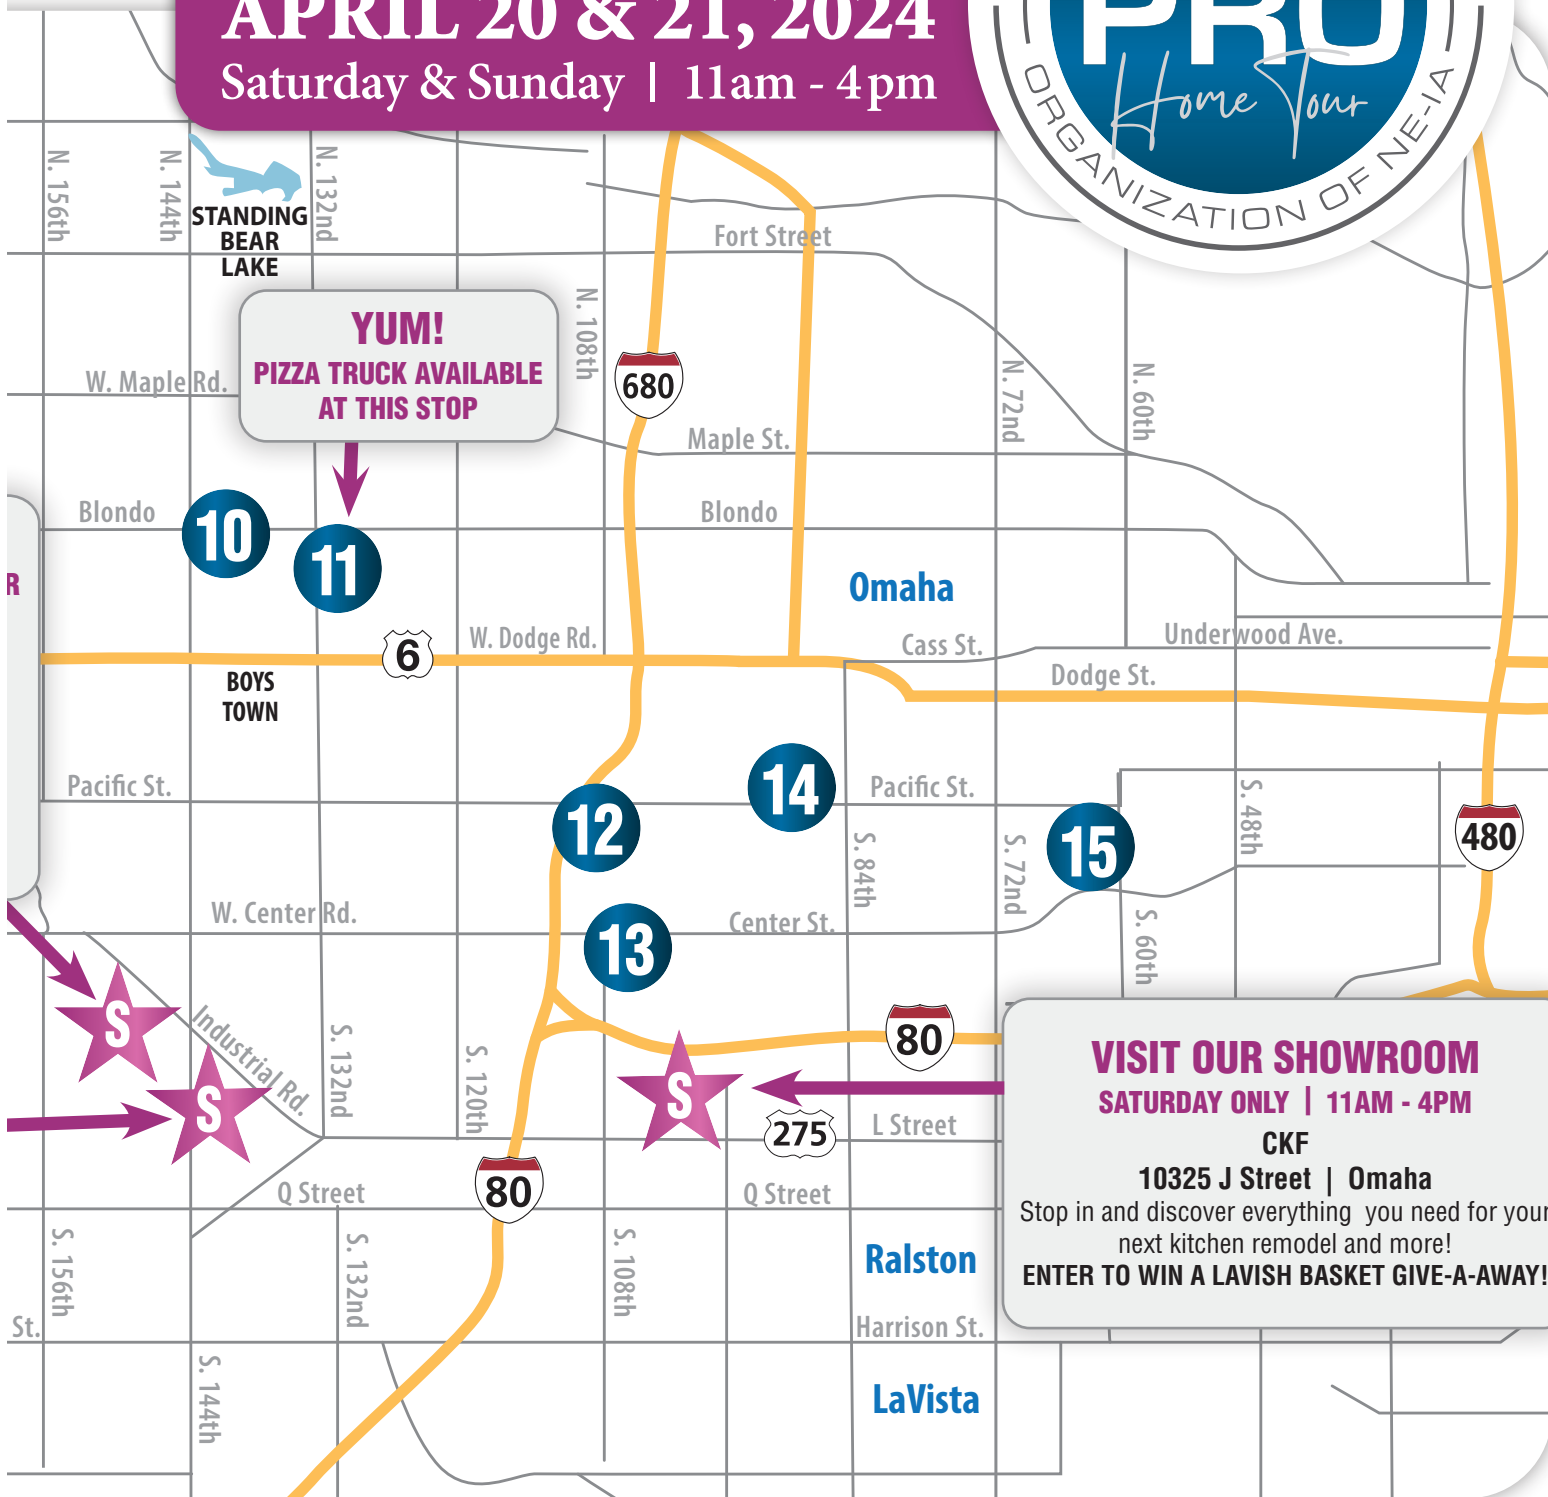 APRIL 20 & 21, 2024
Saturday & Sunday | 11am - 4pm
PRO
Home Tour
ORGANIZATION OF NE-IA
N. 156th
N. 144th
N. 132nd
STANDING
BEAR
LAKE
Fort Street
YUM!
PIZZA TRUCK AVAILABLE
AT THIS STOP
N. 108th
680
N. 72nd
N. 60th
W. Maple Rd.
Maple St.
Blondo
10
11
Blondo
R
Omaha
6
W. Dodge Rd.
Cass St.
Underwood Ave.
Dodge St.
BOYS
TOWN
Pacific St.
12
14
Pacific St.
15
S. 48th
480
S. 84th
S. 72nd
W. Center Rd.
13
Center St.
S. 60th
S
Industrial Rd.
S
S. 132nd
S. 120th
S
80
275
L Street
VISIT OUR SHOWROOM
SATURDAY ONLY | 11AM - 4PM
CKF
10325 J Street | Omaha
Stop in and discover everything you need for your
next kitchen remodel and more!
ENTER TO WIN A LAVISH BASKET GIVE-A-AWAY!
80
Q Street
Q Street
S. 156th
S. 132nd
S. 108th
Ralston
St.
Harrison St.
S. 144th
LaVista